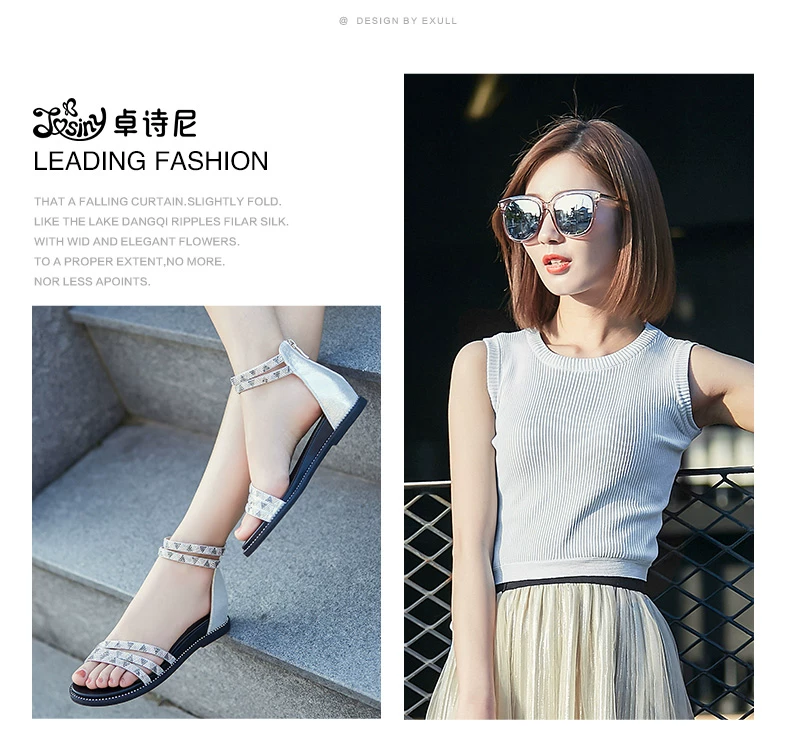 @ DESIGN BY EXULL
Josiny 卓诗尼
LEADING FASHION
THAT A FALLING CURTAIN.SLIGHTLY FOLD.
LIKE THE LAKE DANGQI RIPPLES FILAR SILK.
WITH WID AND ELEGANT FLOWERS.
TO A PROPER EXTENT,NO MORE.
NOR LESS APOINTS.